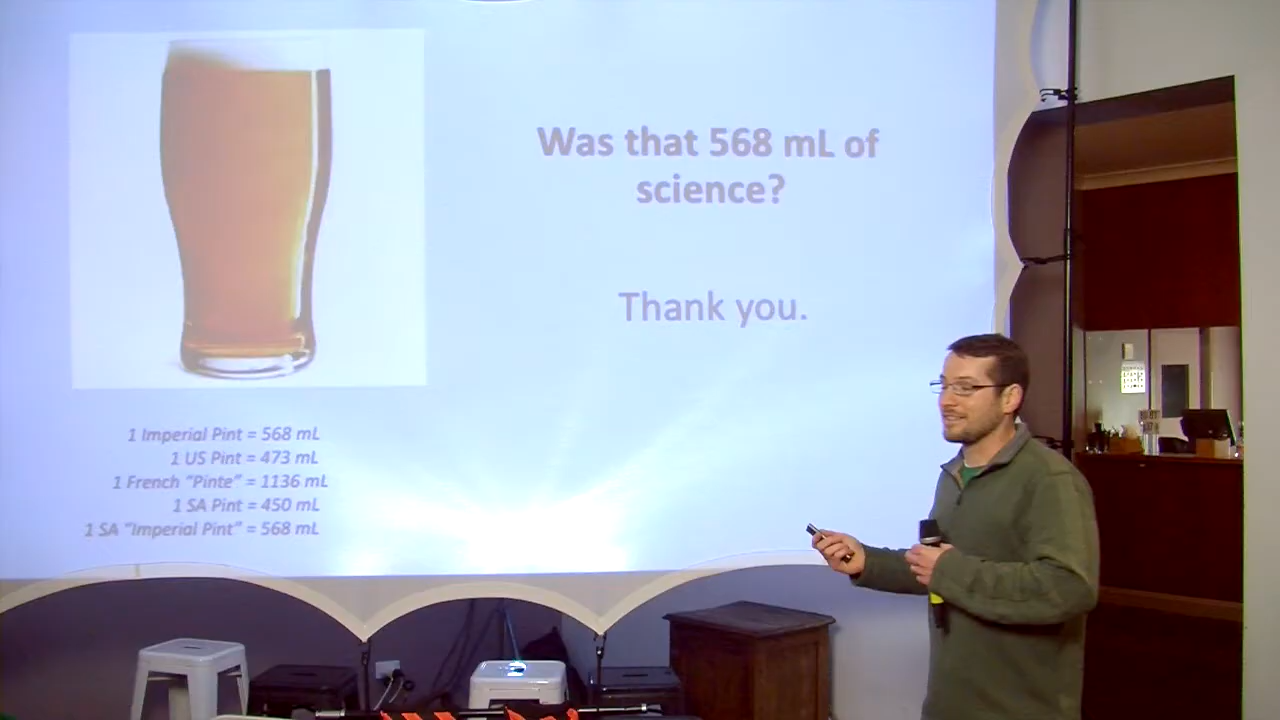 Was that 568 mL of
science?
Thank you.
1 Imperial Pint = 568 mL
1 US Pint = 473 mL
1 French "Pinte" = 1136 mL
1 SA Pint = 450 mL
1 SA "Imperial Pint" = 568 mL